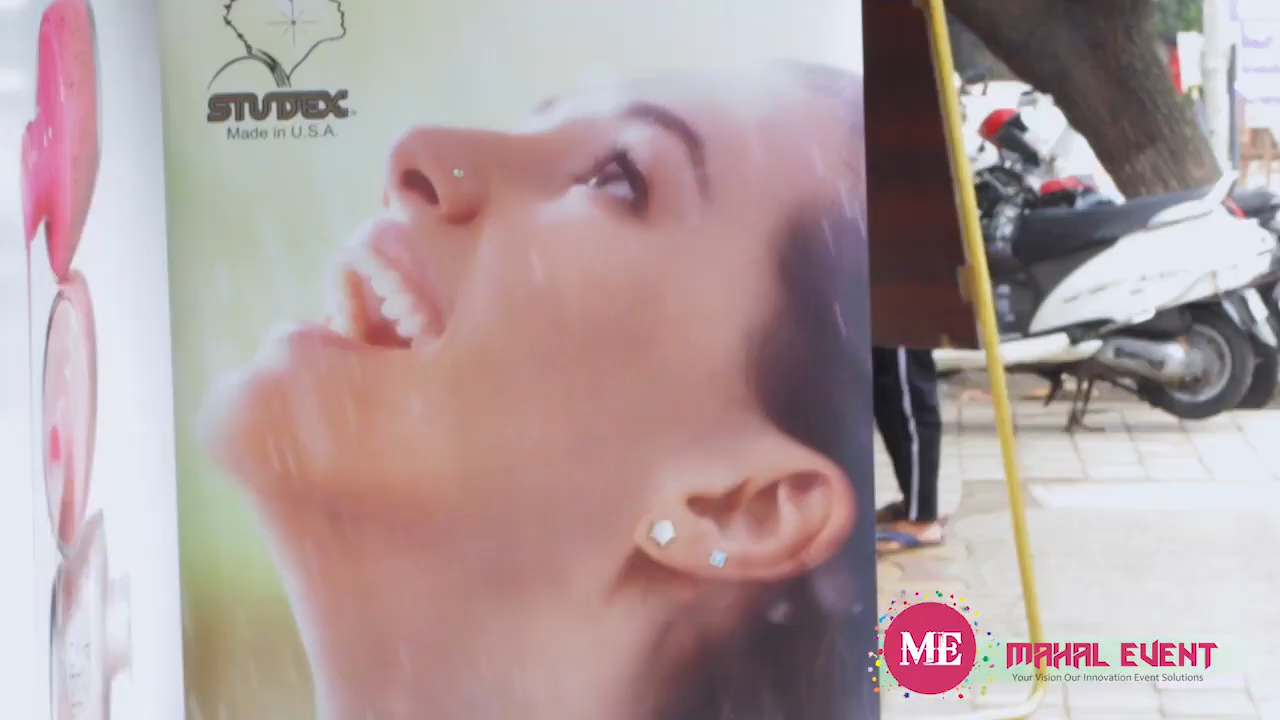 STUDEX
Made in U.S.A.
ME
MAHAL EVENT
Your Vision Our Innovation Event Solutions